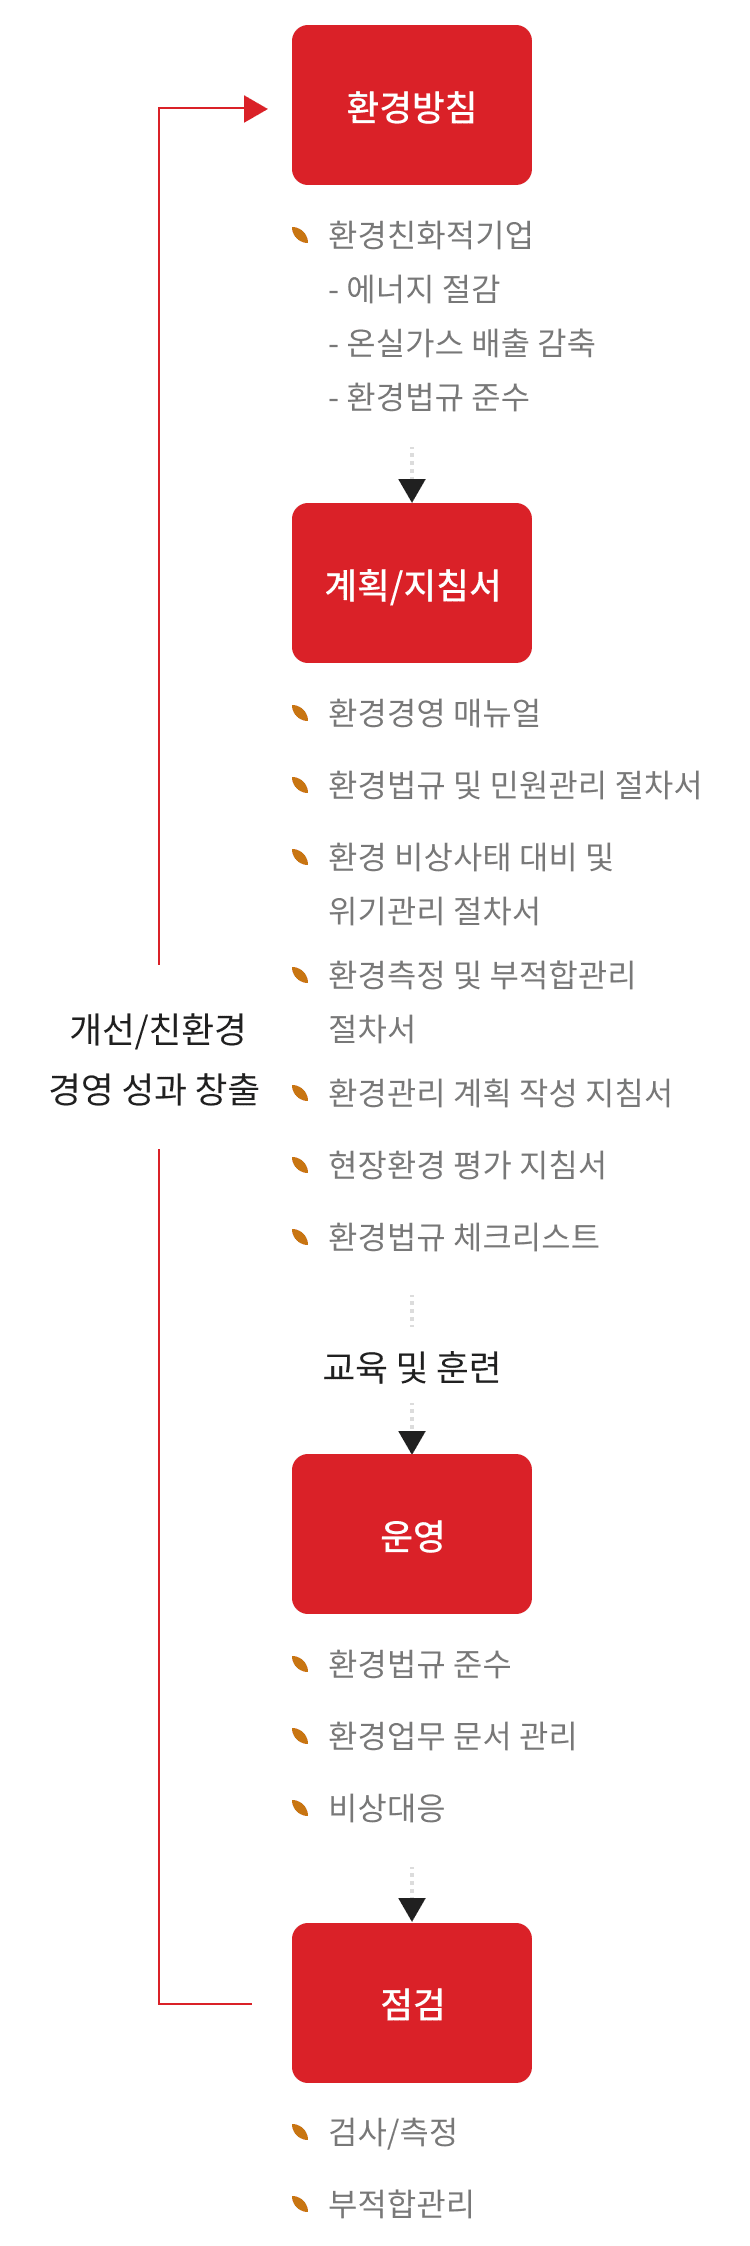 환경방침
환경친화적기업
- 에너지 절감
- 온실가스 배출 감축
- 환경법규 준수
계획/지침서
환경경영 매뉴얼
환경법규 및 민원관리 절차서
환경 비상사태 대비 및
위기관리 절차서
환경측정 및 부적합관리
절차서
환경관리 계획 작성 지침서
현장환경 평가 지침서
환경법규 체크리스트
개선/친환경
경영 성과 창출
교육 및 훈련
운영
환경법규 준수
환경업무 문서 관리
비상대응
점검
검사/측정
부적합관리